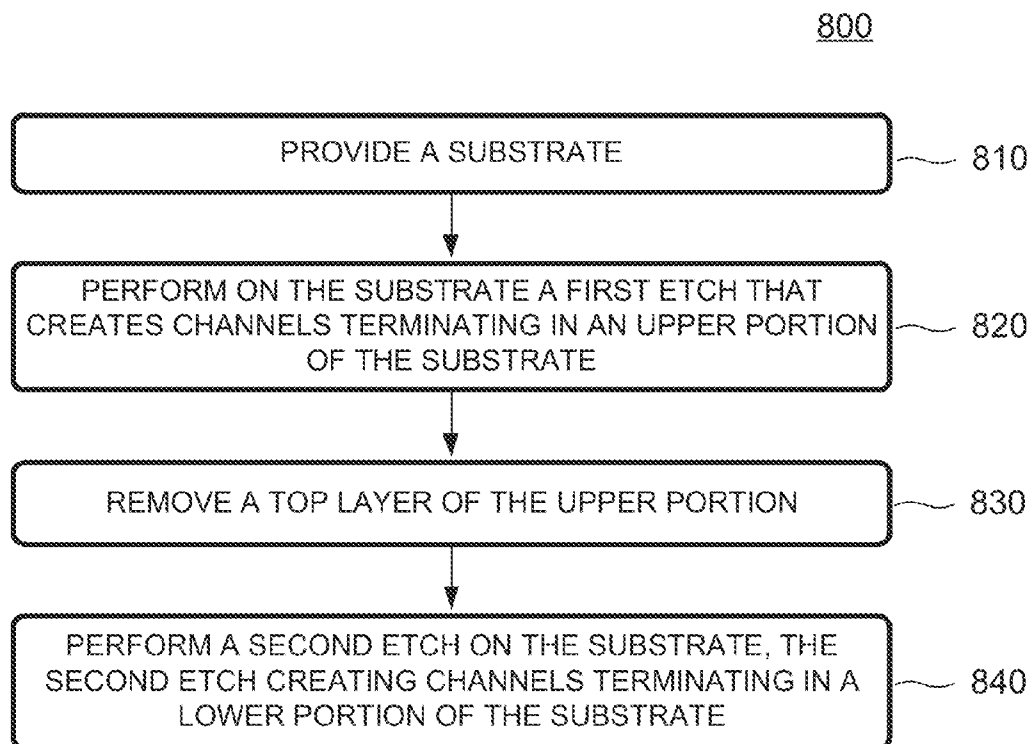 800
PROVIDE A SUBSTRATE
810
PERFORM ON THE SUBSTRATE A FIRST ETCH THAT
CREATES CHANNELS TERMINATING IN AN UPPER PORTION
OF THE SUBSTRATE
820
REMOVE A TOP LAYER OF THE UPPER PORTION
830
PERFORM A SECOND ETCH ON THE SUBSTRATE, THE
SECOND ETCH CREATING CHANNELS TERMINATING IN A
LOWER PORTION OF THE SUBSTRATE
840